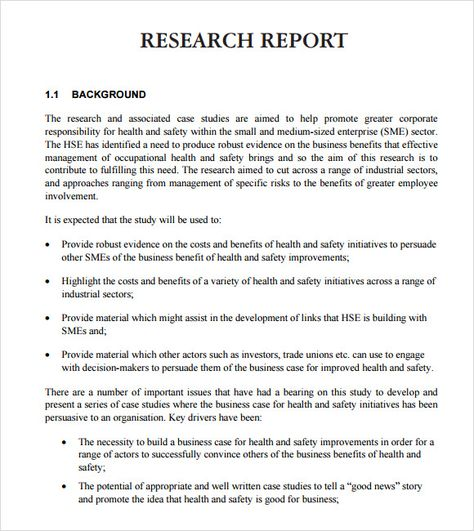 RESEARCH REPORT
1.1 BACKGROUND
The research and associated case studies are aimed to help promote greater corporate
responsibility for health and safety within the small and medium-sized enterprise (SME) sector.
The HSE has identified a need to produce robust evidence on the business benefits that effective
management of occupational health and safety brings and so the aim of this research is to
contribute to fulfilling this need. The research aimed to cut across a range of industrial sectors,
and approaches ranging from management of specific risks to the benefits of greater employee
involvement.
It is expected that the study will be used to:
• Provide robust evidence on the costs and benefits of health and safety initiatives to persuade
other SMEs of the business benefit of health and safety improvements;
• Highlight the costs and benefits of a variety of health and safety initiatives across a range of
industrial sectors;
• Provide material which might assist in the development of links that HSE is building with
SMEs and;
• Provide material which other actors such as investors, trade unions etc. can use to engage
with decision-makers to persuade them of the business case for improved health and safety.
There are a number of important issues that have had a bearing on this study to develop and
present a series of case studies where the business case for health and safety initiatives has been
persuasive to an organisation. Key drivers have been:
• The necessity to build a business case for health and safety improvements in order for a
range of actors to successfully convince others of the business benefits of health and
safety;
• The potential of appropriate and well written case studies to tell a “good news” story
and promote the idea that health and safety is good for business;